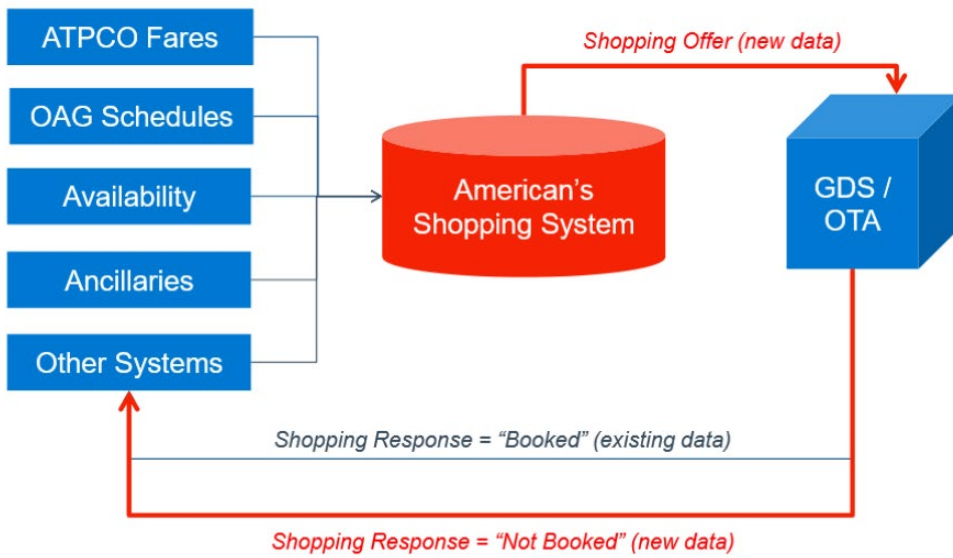 ATPCO Fares
OAG Schedules
Availability
Ancillaries
Other Systems
Shopping Offer (new data)
American's
Shopping System
GDS /
OTA
Shopping Response = “Booked” (existing data)
Shopping Response = “Not Booked” (new data)